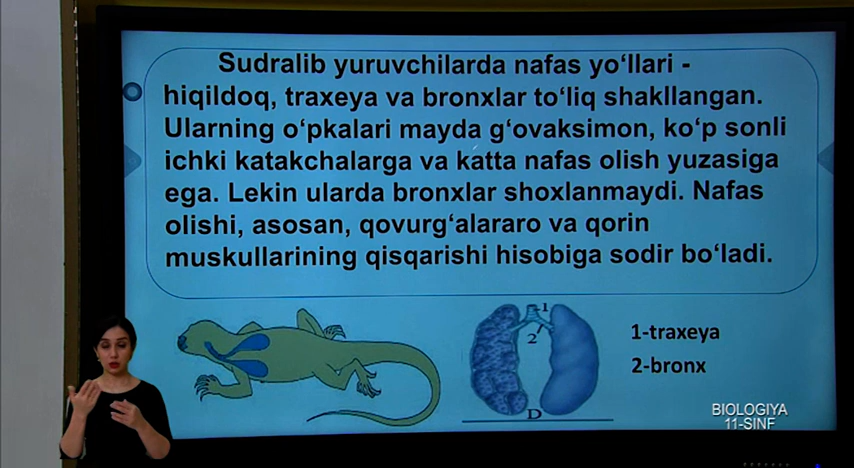 Sudralib yuruvchilarda nafas yo‘llari -
hiqildoq, traxeya va bronxlar to‘liq shakllangan.
Ularning o‘pkalari mayda g‘ovaksimon, ko‘p sonli
ichki katakchalarga va katta nafas olish yuzasiga
ega. Lekin ularda bronxlar shoxlanmaydi. Nafas
olishi, asosan, qovurg‘alararo va qorin
muskullarining qisqarishi hisobiga sodir bo‘ladi.
1
2
D
1-traxeya
2-bronx
BIOLOGIYA
11-SINF